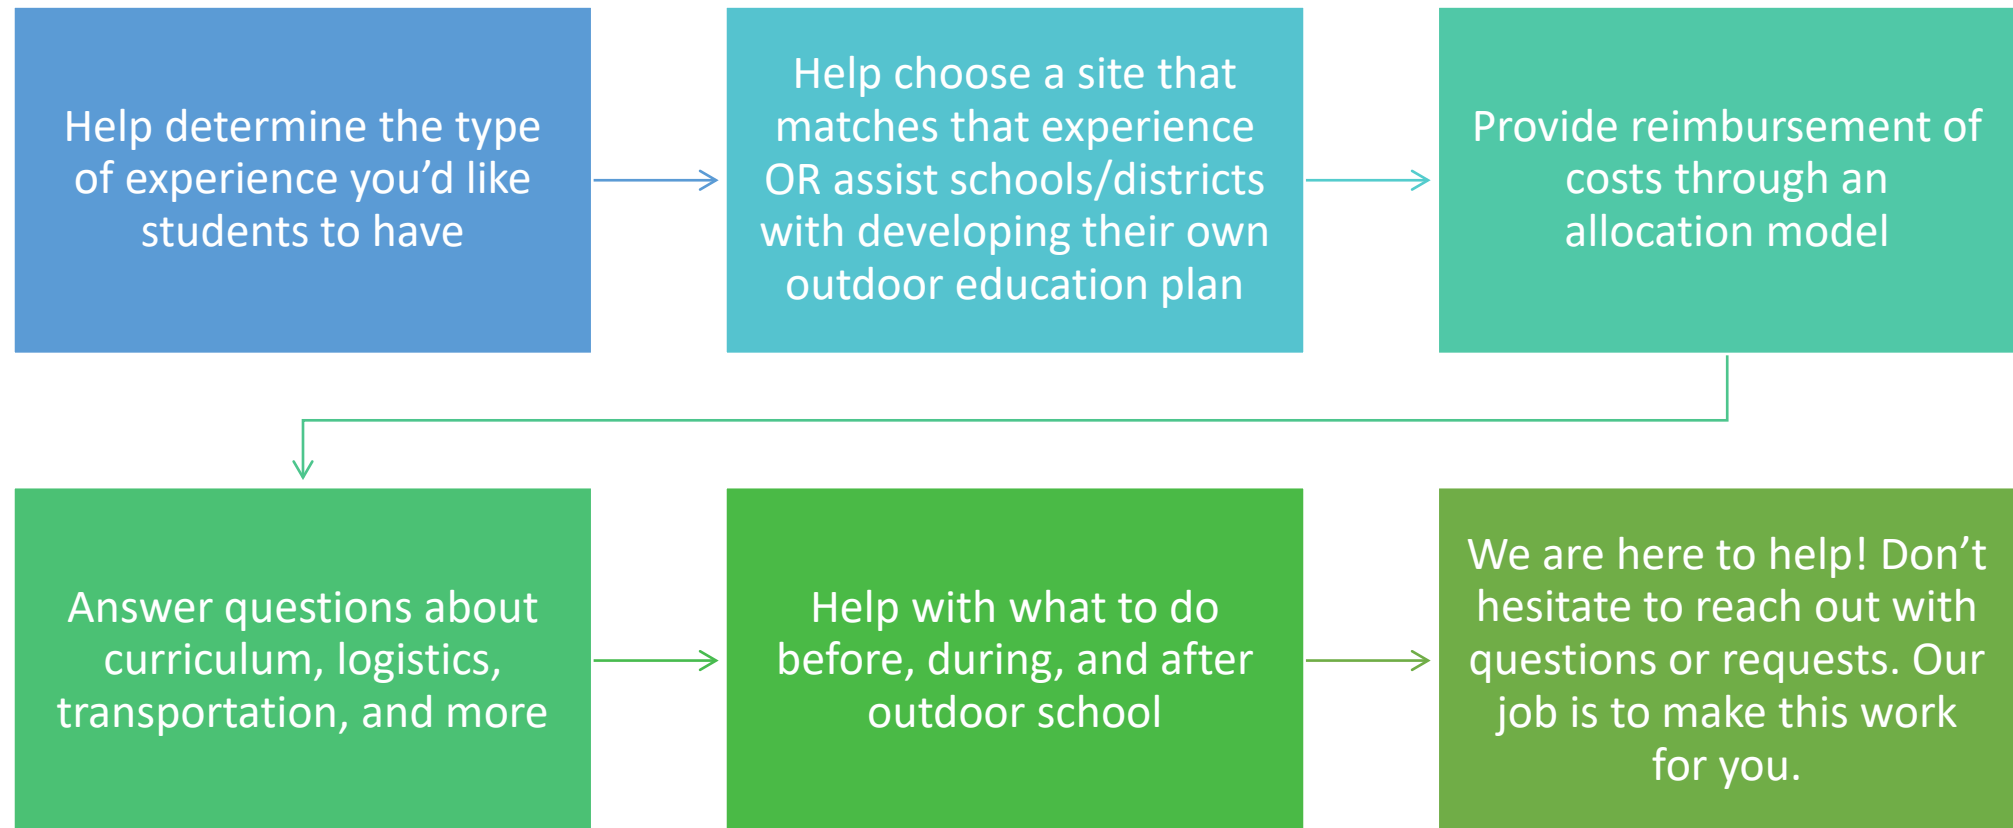 Help determine the type
of experience you’d like
students to have
Help choose a site that
matches that experience
OR assist schools/districts
with developing their own
outdoor education plan
Provide reimbursement of
costs through an
allocation model
Answer questions about
curriculum, logistics,
transportation, and more
Help with what to do
before, during, and after
outdoor school
We are here to help! Don’t
hesitate to reach out with
questions or requests. Our
job is to make this work
for you.